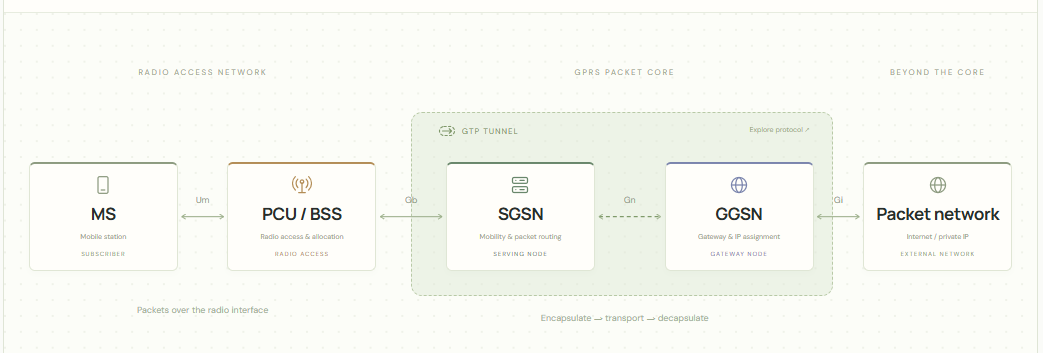 RADIO ACCESS NETWORK
GPRS PACKET CORE
BEYOND THE CORE
GTP TUNNEL
Explore protocol ↗
MS
Mobile station
SUBSCRIBER
Um
PCU / BSS
Radio access & allocation
RADIO ACCESS
Gb
SGSN
Mobility & packet routing
SERVING NODE
Gn
GGSN
Gateway & IP assignment
GATEWAY NODE
Gi
Packet network
Internet / private IP
EXTERNAL NETWORK
Packets over the radio interface
Encapsulate → transport → decapsulate